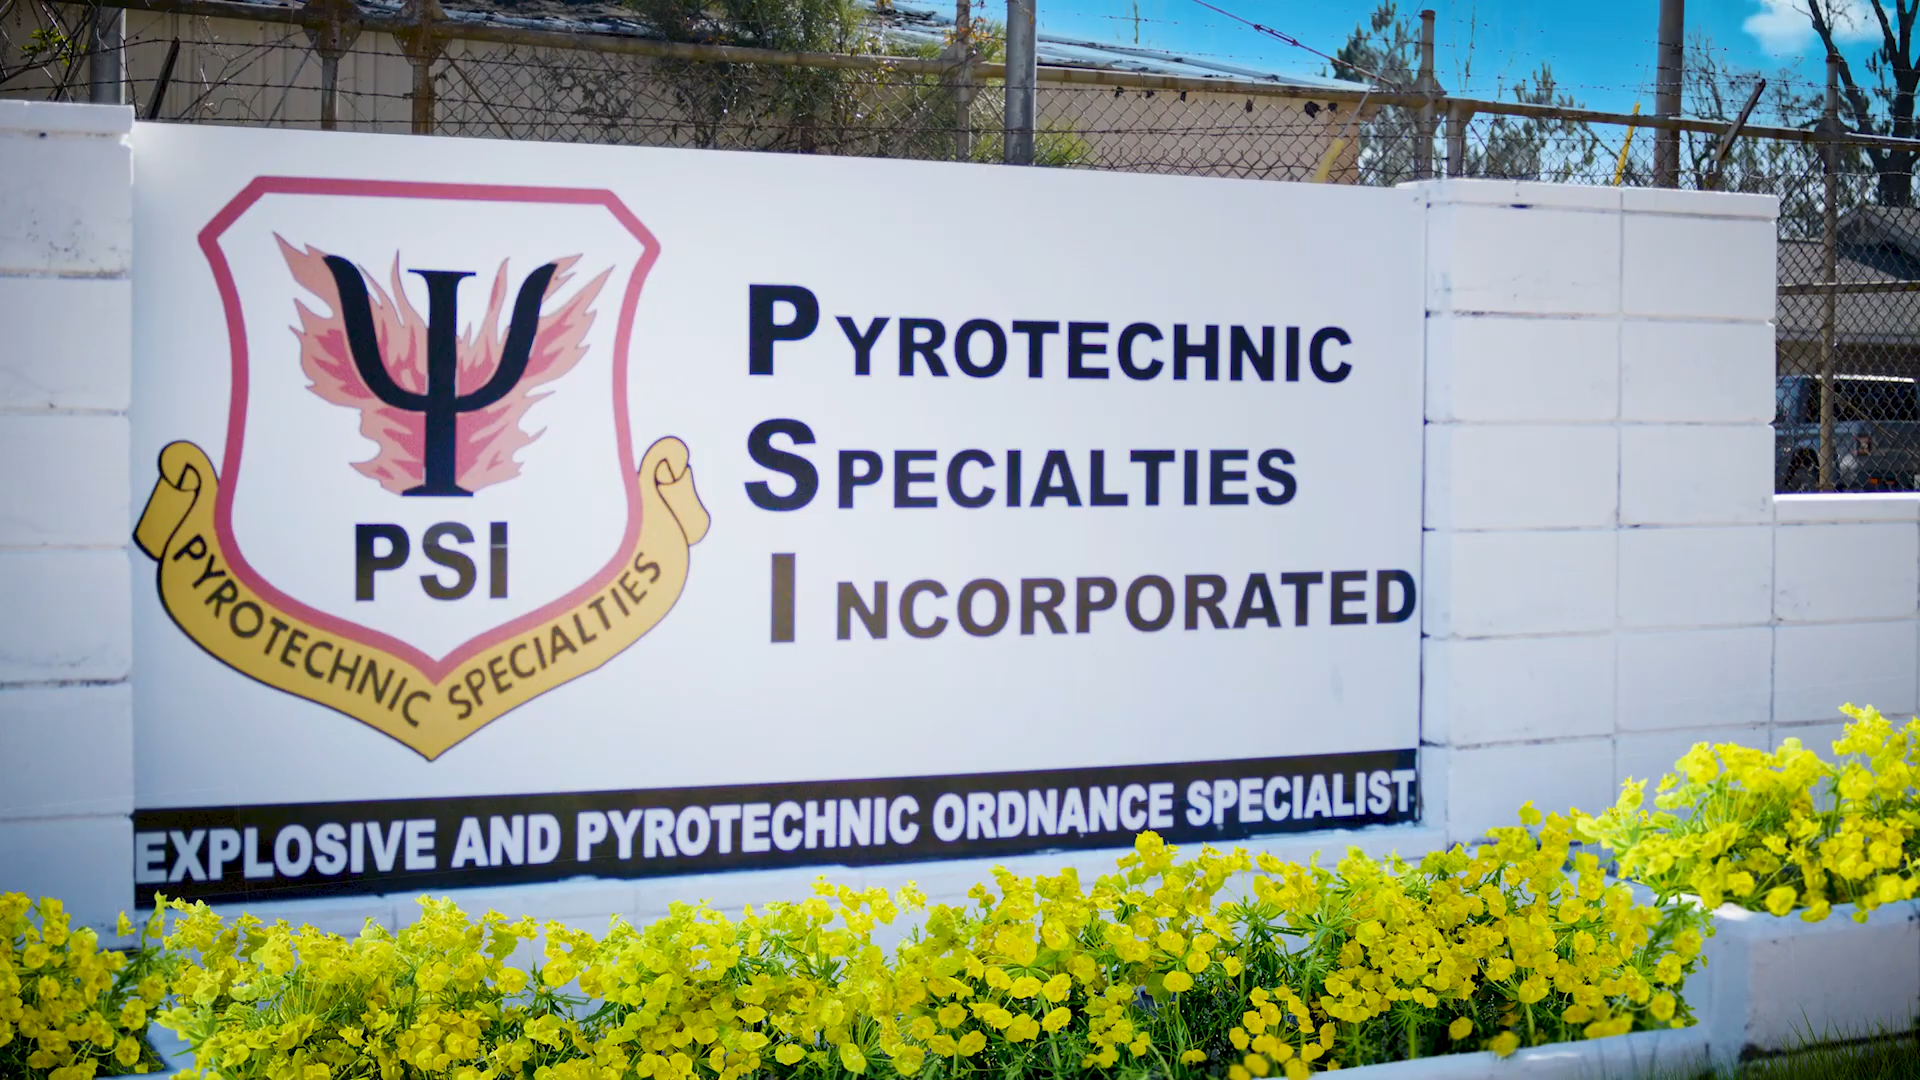 Ψ
PSI
PYROTECHNIC SPECIALTIES
PYROTECHNIC
SPECIALTIES
INCORPORATED
EXPLOSIVE AND PYROTECHNIC ORDNANCE SPECIALIST